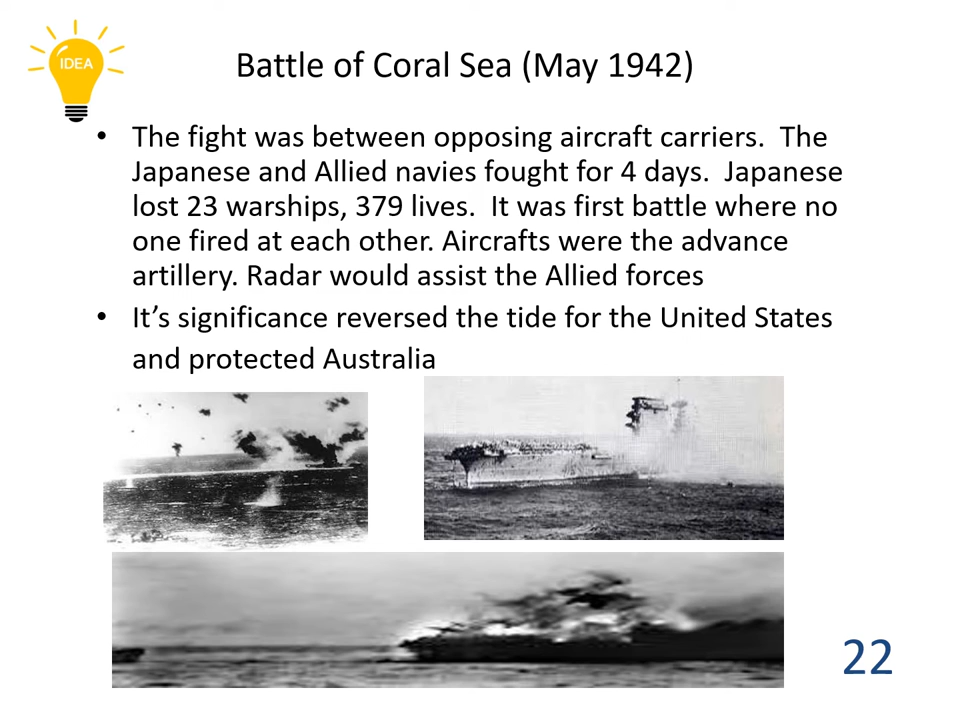 IDEA
Battle of Coral Sea (May 1942)
• The fight was between opposing aircraft carriers.  The
Japanese and Allied navies fought for 4 days.  Japanese
lost 23 warships, 379 lives.  It was first battle where no
one fired at each other. Aircrafts were the advance
artillery. Radar would assist the Allied forces
• It’s significance reversed the tide for the United States
and protected Australia
22